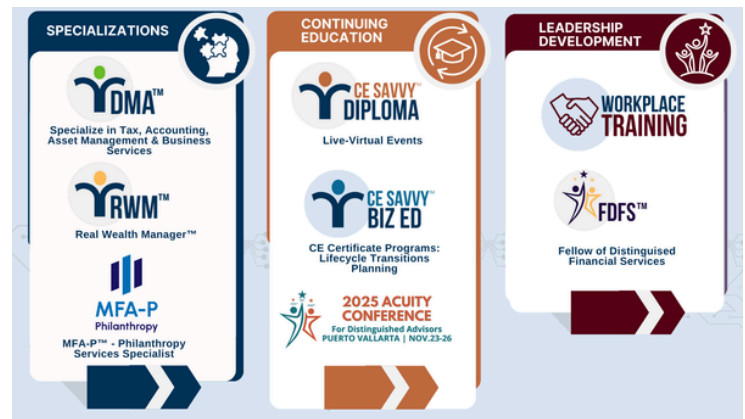 SPECIALIZATIONS
DMA™
Specialize in Tax, Accounting,
Asset Management & Business
Services
RWM™
Real Wealth Manager™
MFA-P
Philanthropy
MFA-P™ - Philanthropy
Services Specialist
CONTINUING
EDUCATION
CE SAVVY™
DIPLOMA
Live-Virtual Events
CE SAVVY™
BIZ ED
CE Certificate Programs:
Lifecycle Transitions
Planning
2025 ACUITY
CONFERENCE
For Distinguished Advisors
PUERTO VALLARTA | NOV.23-26
LEADERSHIP
DEVELOPMENT
WORKPLACE
TRAINING
FDFS™
Fellow of Distinguised
Financial Services